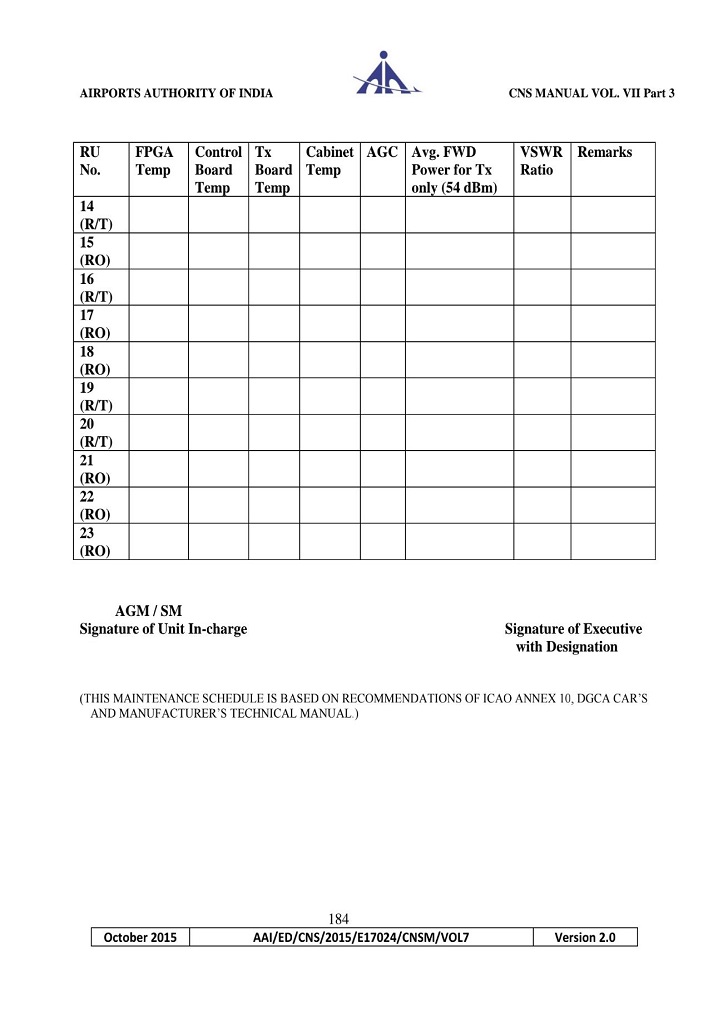 AIRPORTS AUTHORITY OF INDIA CNS MANUAL VOL. VII Part 3
RU No. FPGA Temp Control Board Temp Tx Board Temp Cabinet Temp AGC Avg. FWD Power for Tx only (54 dBm) VSWR Ratio Remarks
14
(R/T)
15
(RO)
16
(R/T)
17
(RO)
18
(RO)
19
(R/T)
20
(R/T)
21
(RO)
22
(RO)
23
(RO)
AGM / SM
Signature of Unit In-charge Signature of Executive
with Designation
(THIS MAINTENANCE SCHEDULE IS BASED ON RECOMMENDATIONS OF ICAO ANNEX 10, DGCA CAR’S
AND MANUFACTURER’S TECHNICAL MANUAL.)
184
October 2015 AAI/ED/CNS/2015/E17024/CNSM/VOL7 Version 2.0